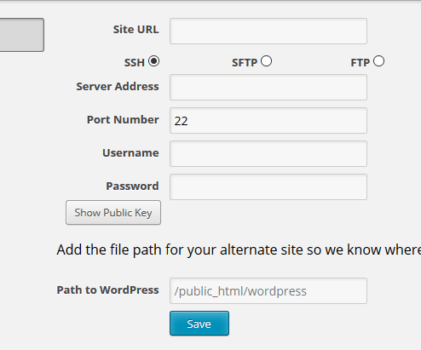 Site URL
SSH SFTP FTP
Server Address
Port Number 22
Username
Password
Show Public Key
Add the file path for your alternate site so we know where
Path to WordPress /public_html/wordpress
Save